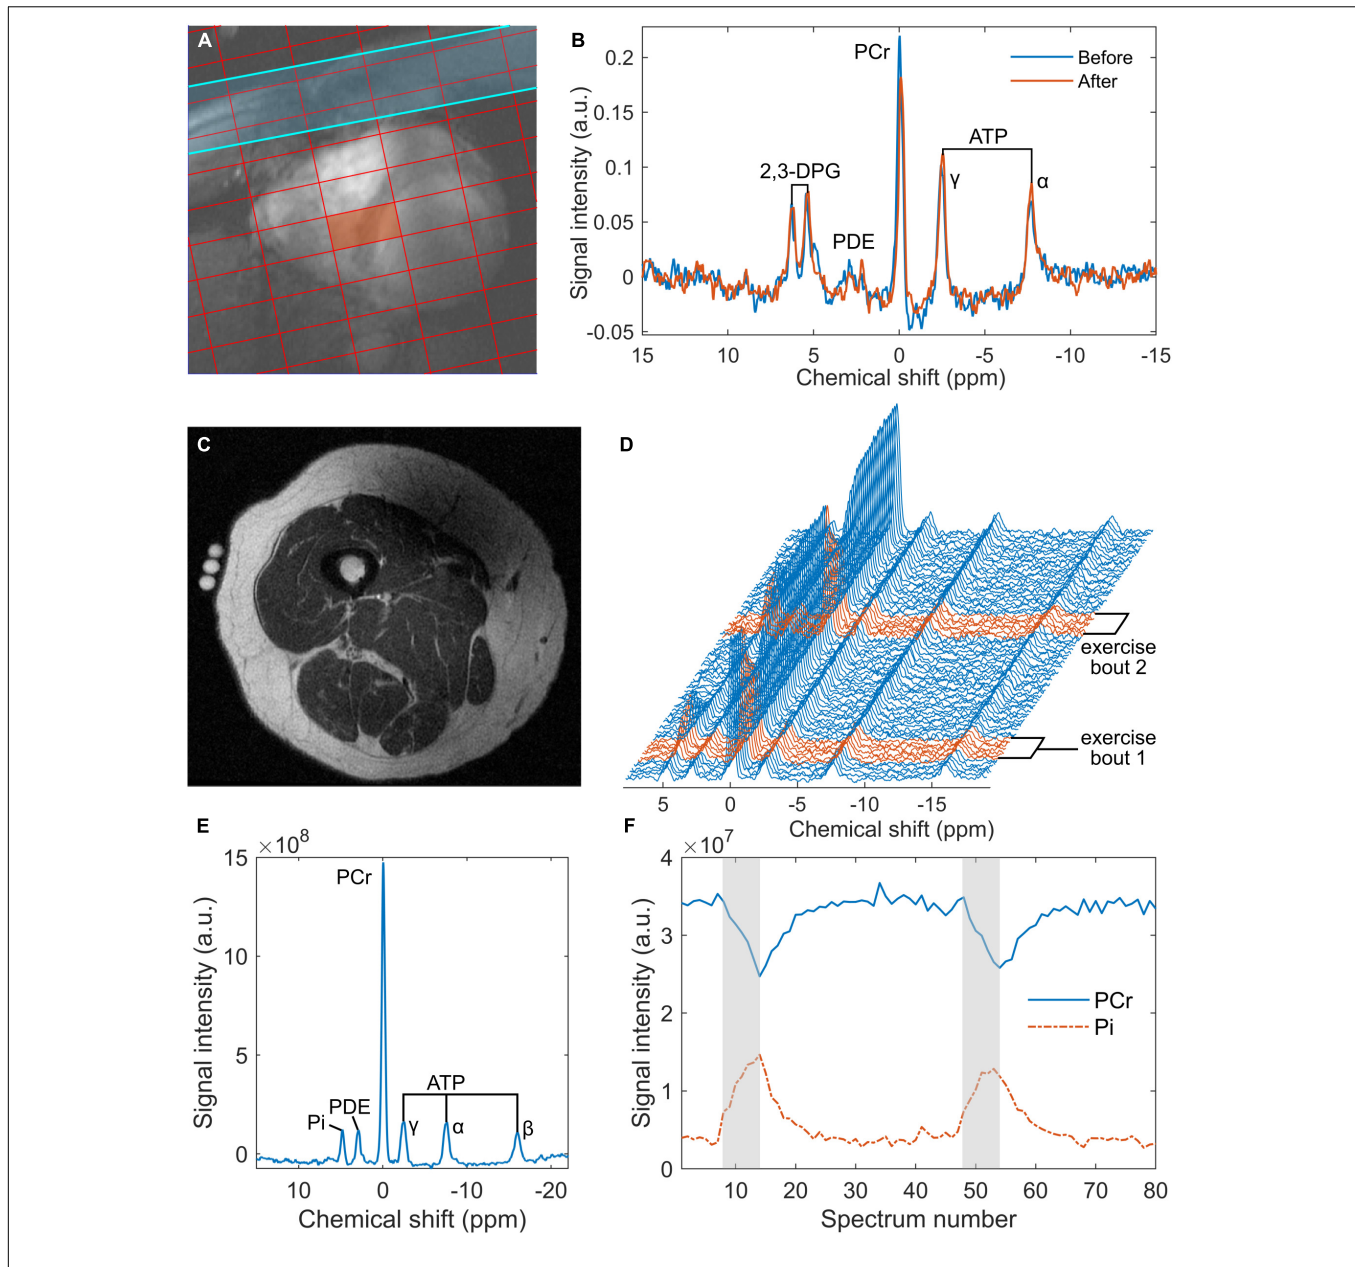 A
B
PCr
Before
After
ATP
2,3-DPG
γ
α
PDE
0.2
0.15
0.1
0.05
0
-0.05
Signal intensity (a.u.)
15 10 5 0 -5 -10 -15
Chemical shift (ppm)
C
D
exercise
bout 2
exercise
bout 1
5 0 -5 -10 -15
Chemical shift (ppm)
E
×10^8
15
10
5
0
Signal intensity (a.u.)
PCr
ATP
Pi
PDE
γ
α
β
10 0 -10 -20
Chemical shift (ppm)
F
×10^7
4
3
2
1
0
Signal intensity (a.u.)
PCr
Pi
10 20 30 40 50 60 70 80
Spectrum number